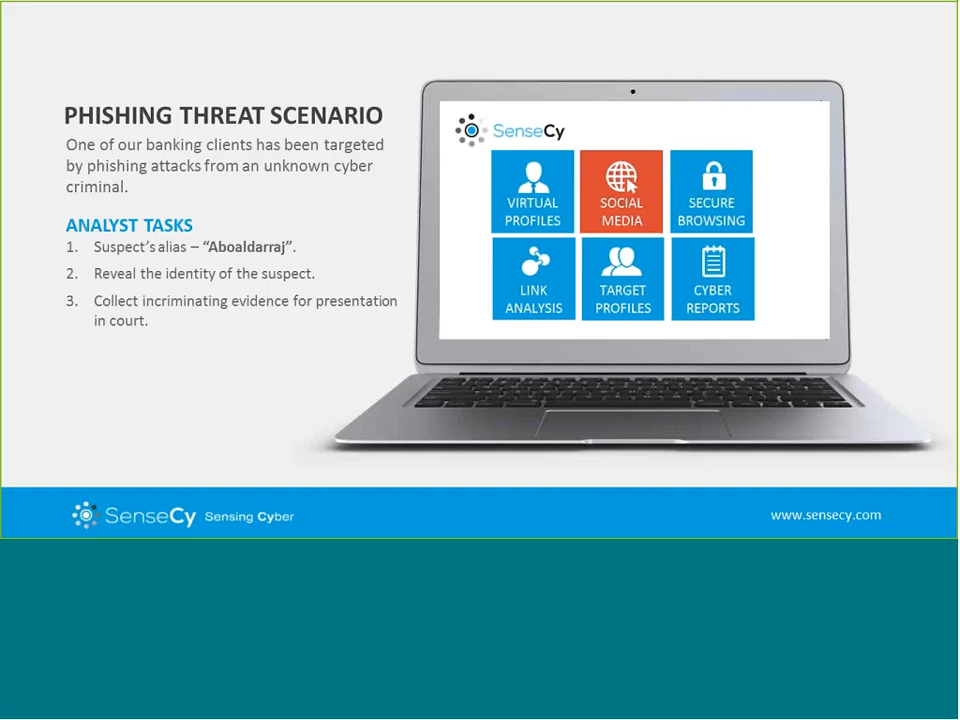 PHISHING THREAT SCENARIO
One of our banking clients has been targeted
by phishing attacks from an unknown cyber
criminal.
ANALYST TASKS
1. Suspect's alias – “Aboaldarraj”.
2. Reveal the identity of the suspect.
3. Collect incriminating evidence for presentation
in court.
SenseCy
VIRTUAL
PROFILES
SOCIAL
MEDIA
SECURE
BROWSING
LINK
ANALYSIS
TARGET
PROFILES
CYBER
REPORTS
SenseCy Sensing Cyber
www.sensecy.com